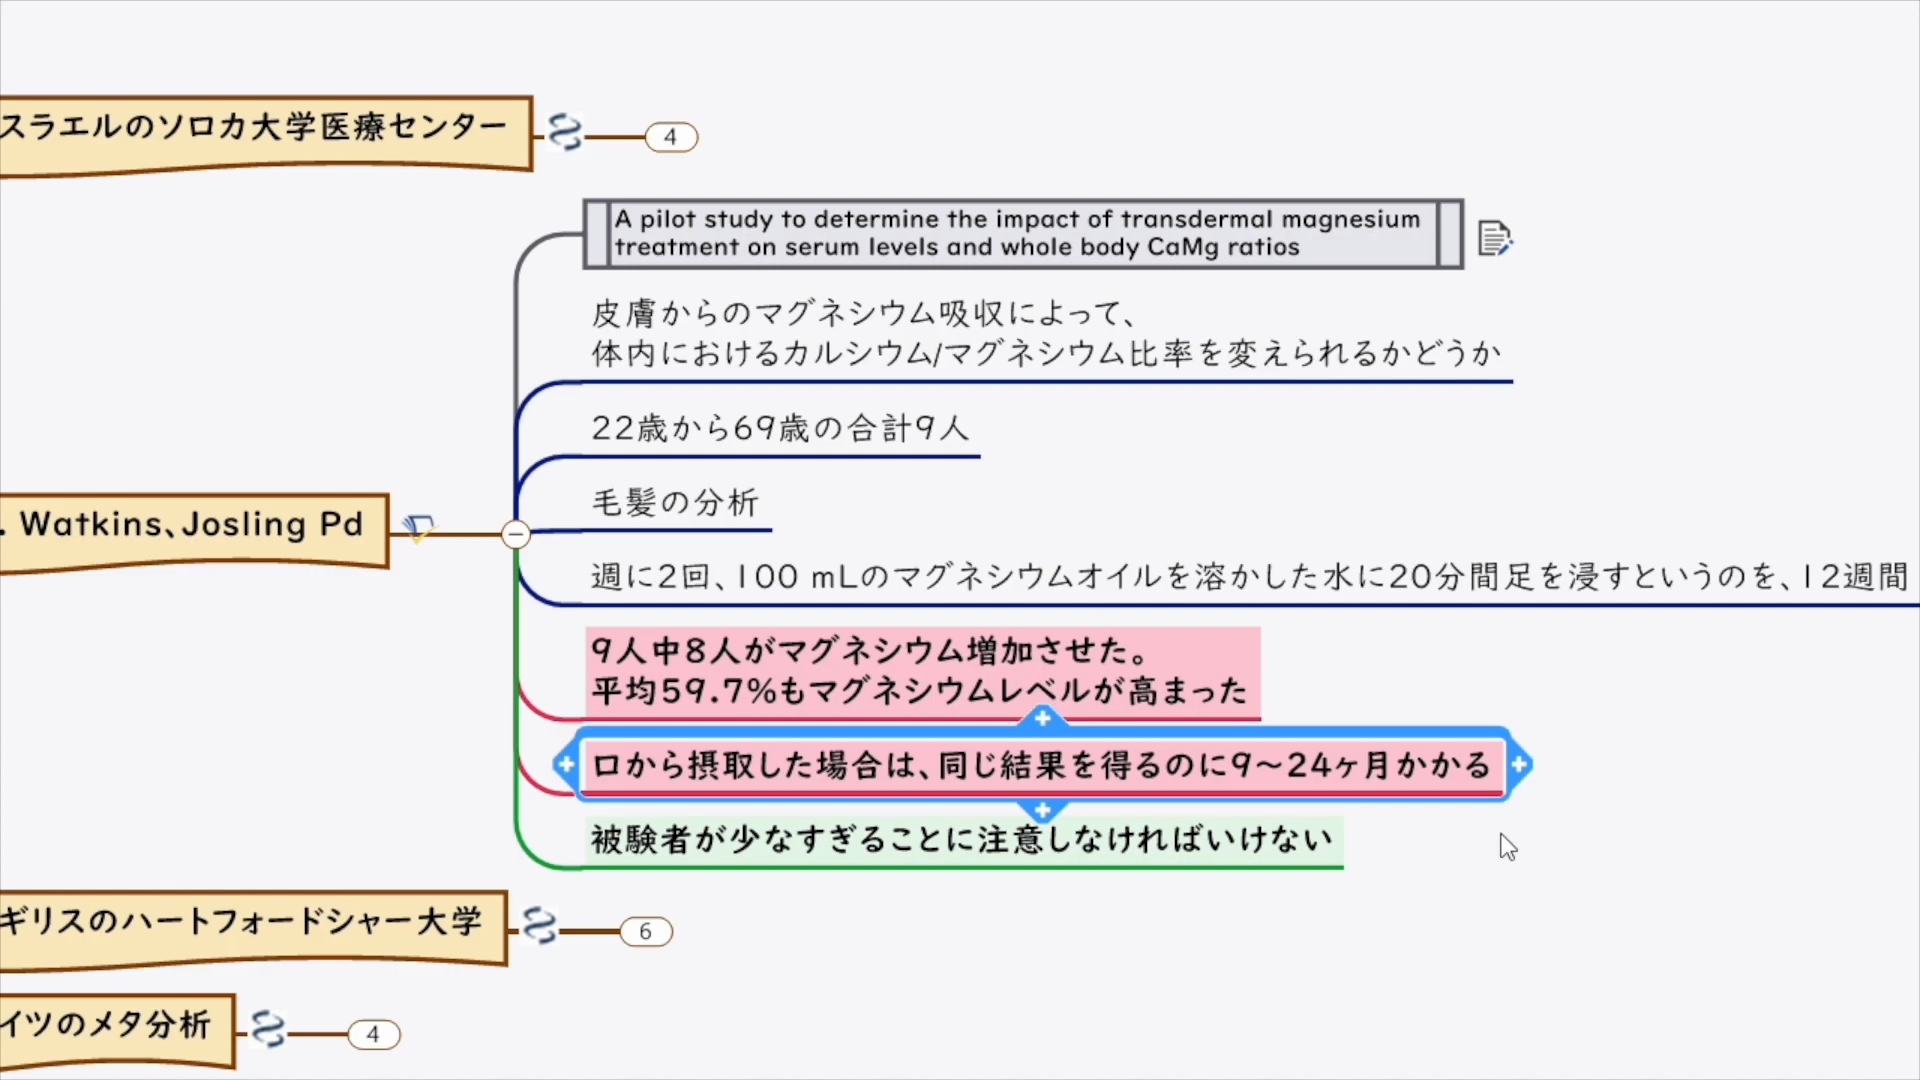 スラエルのソロカ大学医療センター
4
A pilot study to determine the impact of transdermal magnesium
treatment on serum levels and whole body CaMg ratios
皮膚からのマグネシウム吸収によって、
体内におけるカルシウム/マグネシウム比率を変えられるかどうか
22歳から69歳の合計9人
毛髪の分析
. Watkins、Josling Pd
週に2回、100 mLのマグネシウムオイルを溶かした水に20分間足を浸すというのを、12週間
9人中8人がマグネシウム増加させた。
平均59.7%もマグネシウムレベルが高まった
口から摂取した場合は、同じ結果を得るのに9〜24ヶ月かかる
被験者が少なすぎることに注意しなければいけない
ギリスのハートフォードシャー大学
6
イツのメタ分析
4